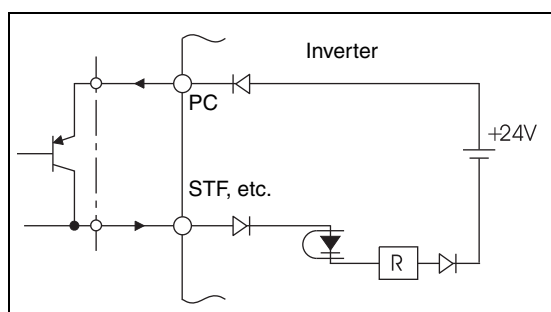 Inverter
PC
+24V
STF, etc.
R